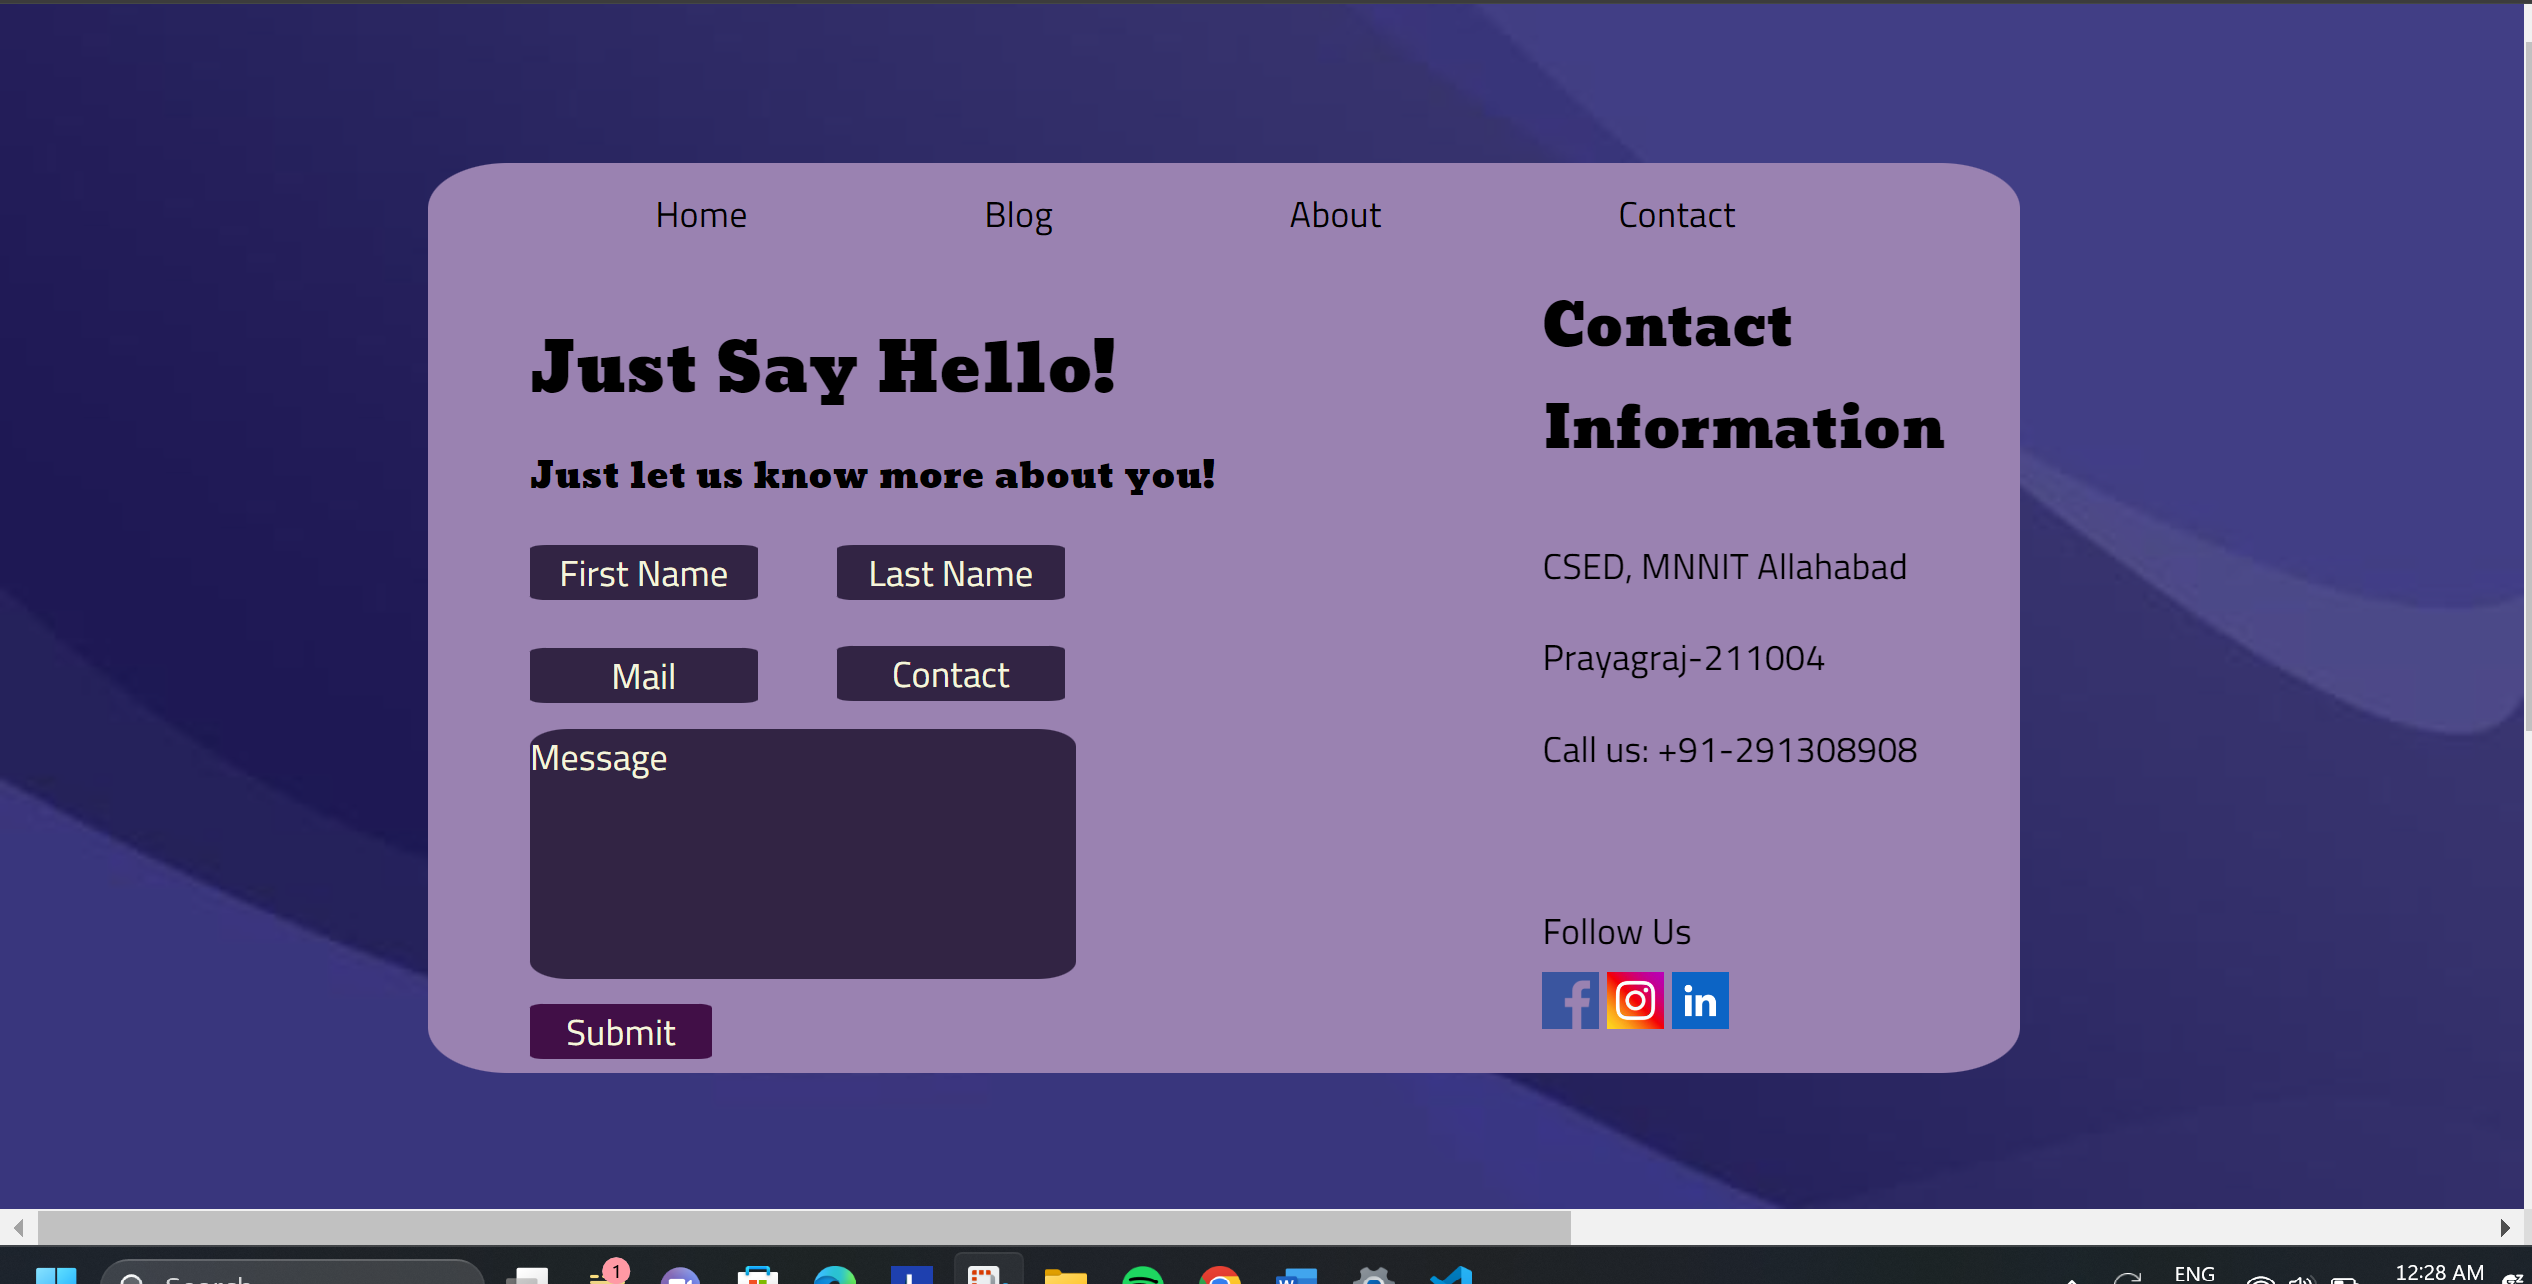 Home Blog About Contact
Just Say Hello!
Just let us know more about you!
First Name Last Name
Mail Contact
Message
Submit
Contact
Information
CSED, MNNIT Allahabad
Prayagraj-211004
Call us: +91-291308908
Follow Us
in
1
Search
ENG
12:28 AM